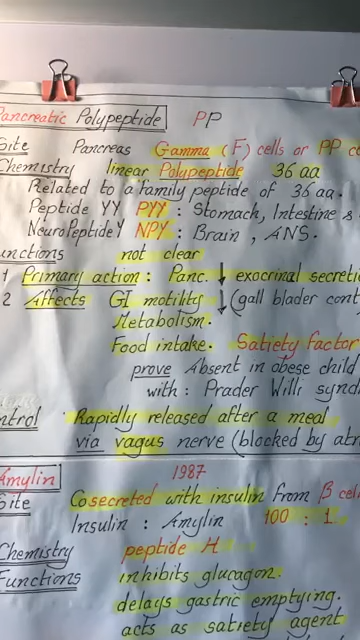 Pancreatic Polypeptide PP
Site Pancreas Gamma (F) cells or PP
Chemistry linear Polypeptide 36 aa
Related to a family peptide of 36 aa.
Peptide YY PYY : Stomach, Intestine &
NeuroPeptide Y NPY : Brain, ANS.
unctions not clear
1 Primary action : Panc. ↓ exocrinal secreti
2 Affects GI motility ↓ (gall blader cont
Metabolism.
Food intake. Satiety Factor
prove Absent in obese child
with : Prader Willi synd
ntrol Rapidly released after a meal
via vagus nerve (blocked by atr
Amylin 1987
Site Cosecreted with insulin from β cel
Insulin : Amylin 100 : 1
Chemistry peptide H
Functions inhibits glucagon.
delays gastric emptying.
acts as satiety agent